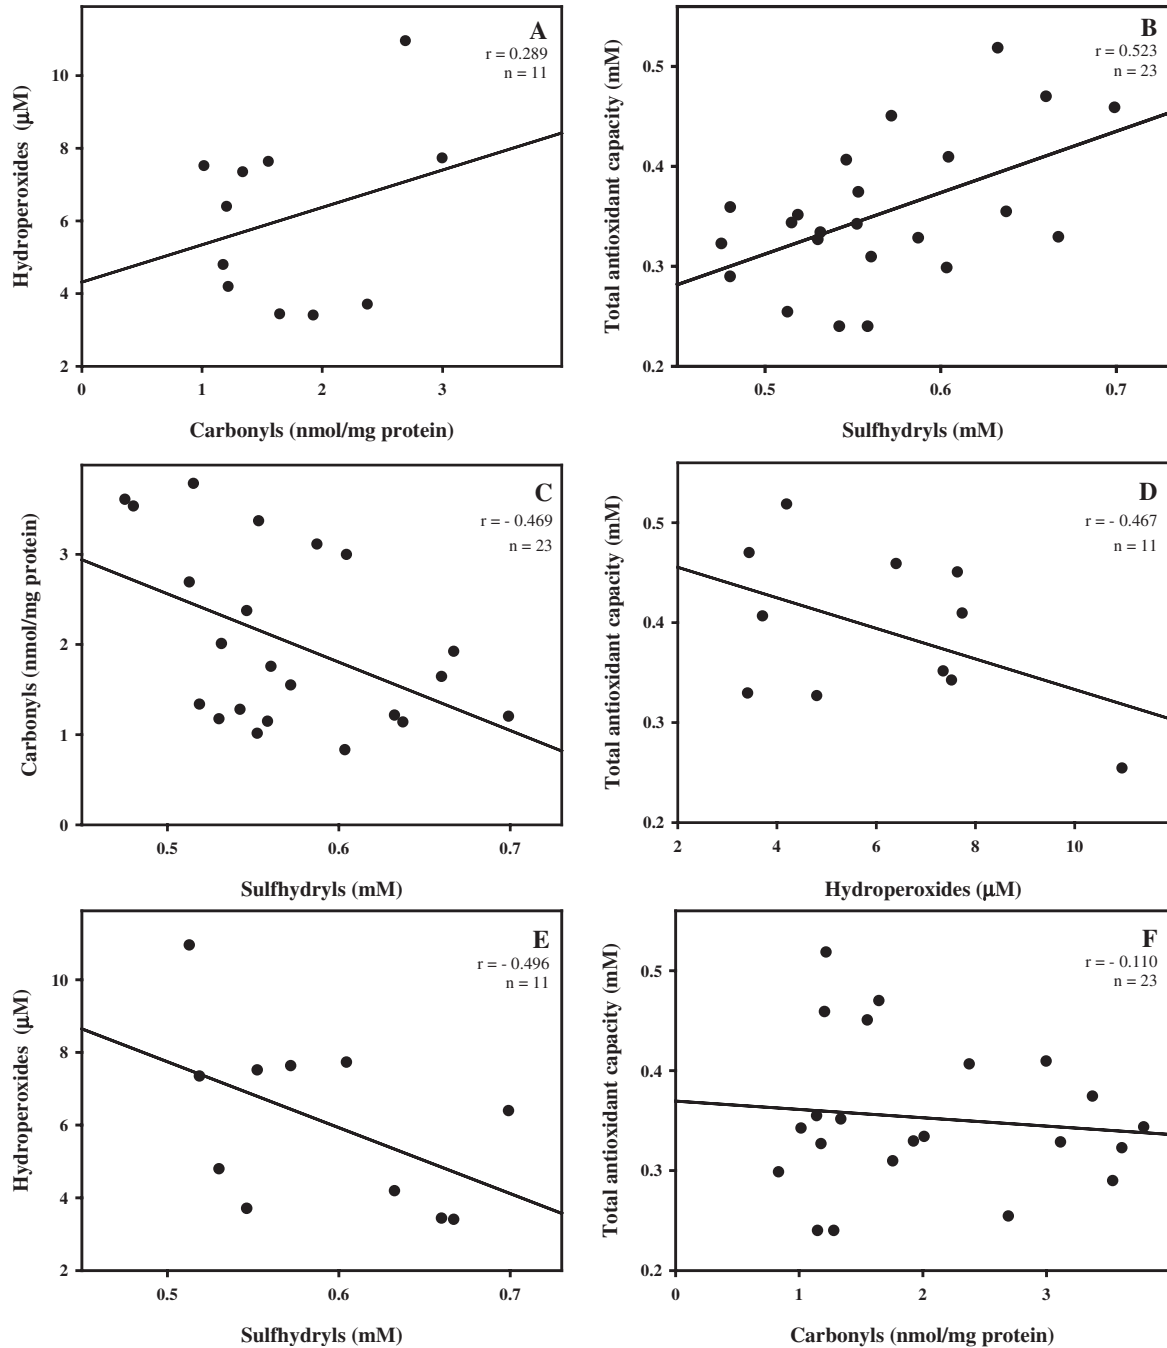 A
r = 0.289
n = 11
Hydroperoxides (μM)
10
8
6
4
2
0
1
2
3
Carbonyls (nmol/mg protein)
B
r = 0.523
n = 23
Total antioxidant capacity (mM)
0.5
0.4
0.3
0.2
0.5
0.6
0.7
Sulfhydryls (mM)
C
r = - 0.469
n = 23
Carbonyls (nmol/mg protein)
3
2
1
0
0.5
0.6
0.7
Sulfhydryls (mM)
D
r = -0.467
n = 11
Total antioxidant capacity (mM)
0.5
0.4
0.3
0.2
2
4
6
8
10
Hydroperoxides (μM)
E
r = - 0.496
n = 11
Hydroperoxides (μM)
10
8
6
4
2
0.5
0.6
0.7
Sulfhydryls (mM)
F
r = - 0.110
n = 23
Total antioxidant capacity (mM)
0.5
0.4
0.3
0.2
0
1
2
3
Carbonyls (nmol/mg protein)